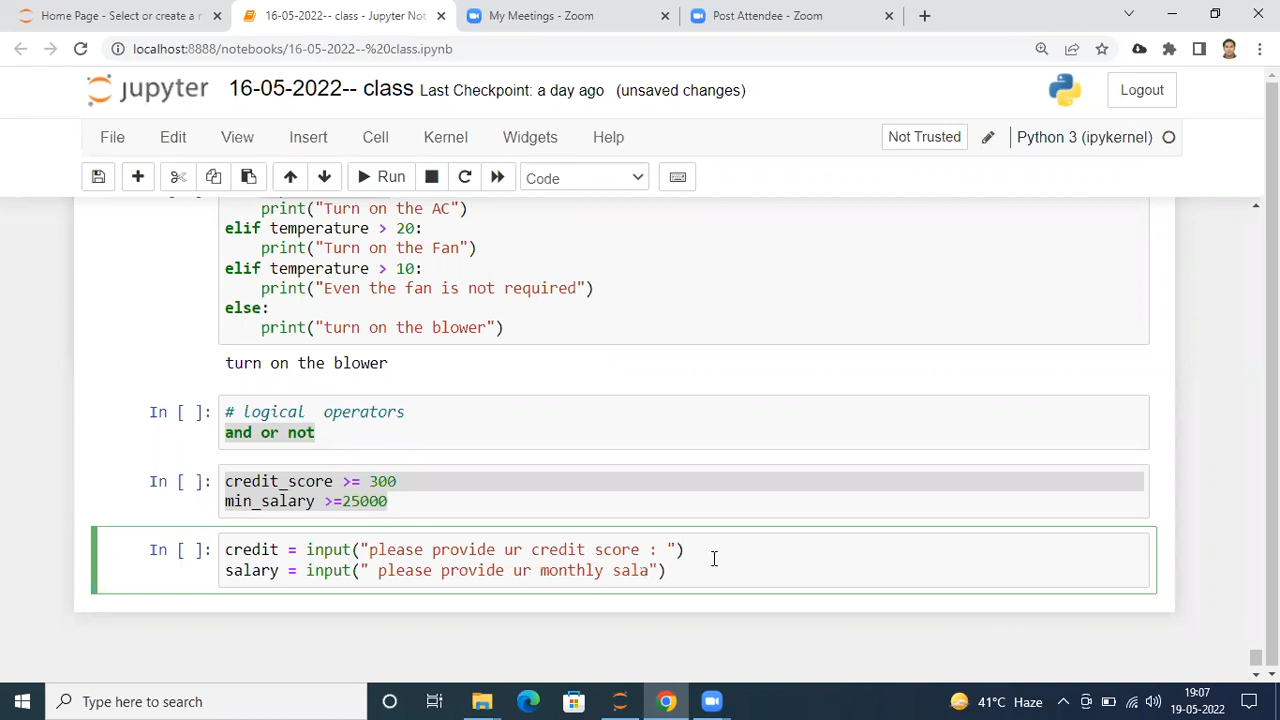 Home Page - Select or create a r
16-05-2022-- class - Jupyter Not
My Meetings - Zoom
Post Attendee - Zoom
localhost:8888/notebooks/16-05-2022--%20class.ipynb
jupyter 16-05-2022-- class Last Checkpoint: a day ago (unsaved changes)
Logout
File Edit View Insert Cell Kernel Widgets Help
Not Trusted
Python 3 (ipykernel)
Run
Code
print("Turn on the AC")
elif temperature > 20:
print("Turn on the Fan")
elif temperature > 10:
print("Even the fan is not required")
else:
print("turn on the blower")
turn on the blower
In [ ]: # logical  operators
and or not
In [ ]: credit_score >= 300
min_salary >=25000
In [ ]: credit = input("please provide ur credit score : ")
salary = input(" please provide ur monthly sala")
Type here to search
41°C Haze
19:07
19-05-2022